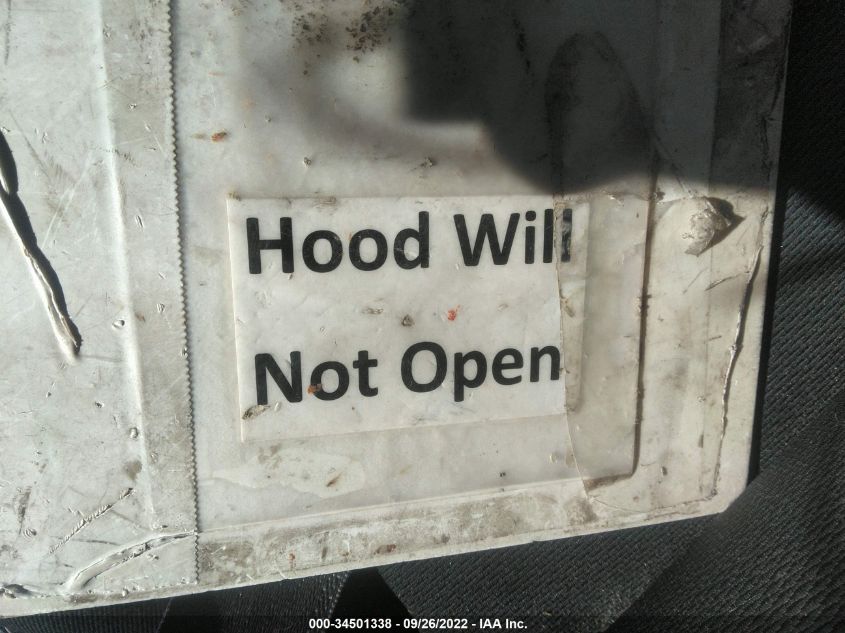 Hood Will
Not Open
000-34501338 - 09/26/2022 - IAA Inc.